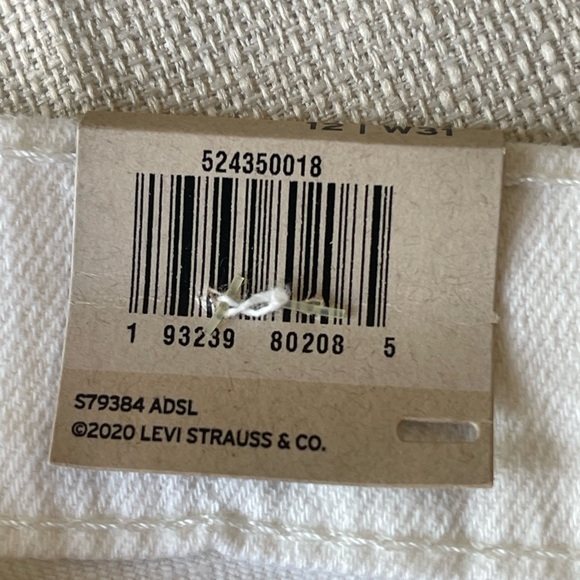 12 | W31
524350018
1 93239 80208 5
S79384 ADSL
©2020 LEVI STRAUSS & CO.